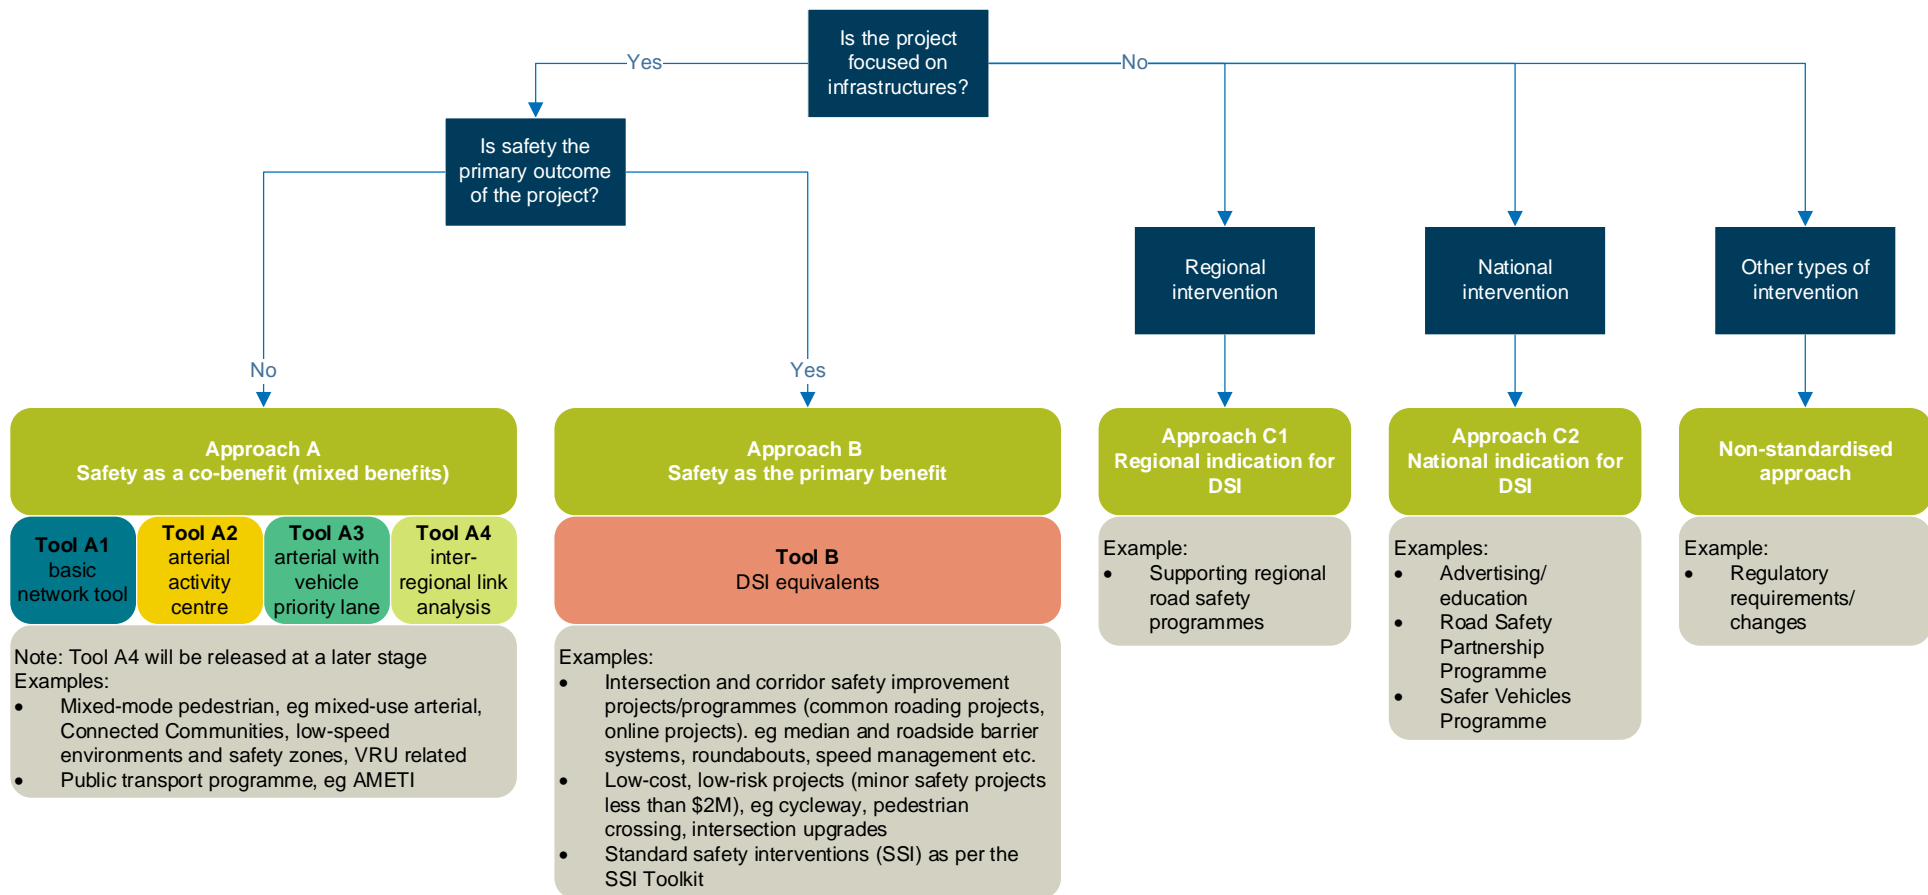 Is the project
focused on
infrastructures?
Yes
No
Is safety the
primary outcome
of the project?
Regional
intervention
National
intervention
Other types of
intervention
No
Yes
Approach A
Safety as a co-benefit (mixed benefits)
Tool A1
basic
network tool
Tool A2
arterial
activity
centre
Tool A3
arterial with
vehicle
priority lane
Tool A4
inter-
regional link
analysis
Note: Tool A4 will be released at a later stage
Examples:
• Mixed-mode pedestrian, eg mixed-use arterial,
Connected Communities, low-speed
environments and safety zones, VRU related
• Public transport programme, eg AMETI
Approach B
Safety as the primary benefit
Tool B
DSI equivalents
Examples:
• Intersection and corridor safety improvement
projects/programmes (common roading projects,
online projects). eg median and roadside barrier
systems, roundabouts, speed management etc.
• Low-cost, low-risk projects (minor safety projects
less than $2M), eg cycleway, pedestrian
crossing, intersection upgrades
• Standard safety interventions (SSI) as per the
SSI Toolkit
Approach C1
Regional indication for
DSI
Example:
• Supporting regional
road safety
programmes
Approach C2
National indication for
DSI
Examples:
• Advertising/
education
• Road Safety
Partnership
Programme
• Safer Vehicles
Programme
Non-standardised
approach
Example:
• Regulatory
requirements/
changes